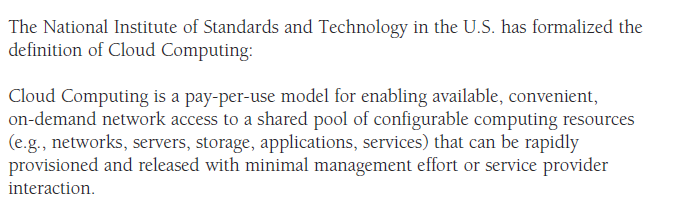 The National Institute of Standards and Technology in the U.S. has formalized the
definition of Cloud Computing:
Cloud Computing is a pay-per-use model for enabling available, convenient,
on-demand network access to a shared pool of configurable computing resources
(e.g., networks, servers, storage, applications, services) that can be rapidly
provisioned and released with minimal management effort or service provider
interaction.